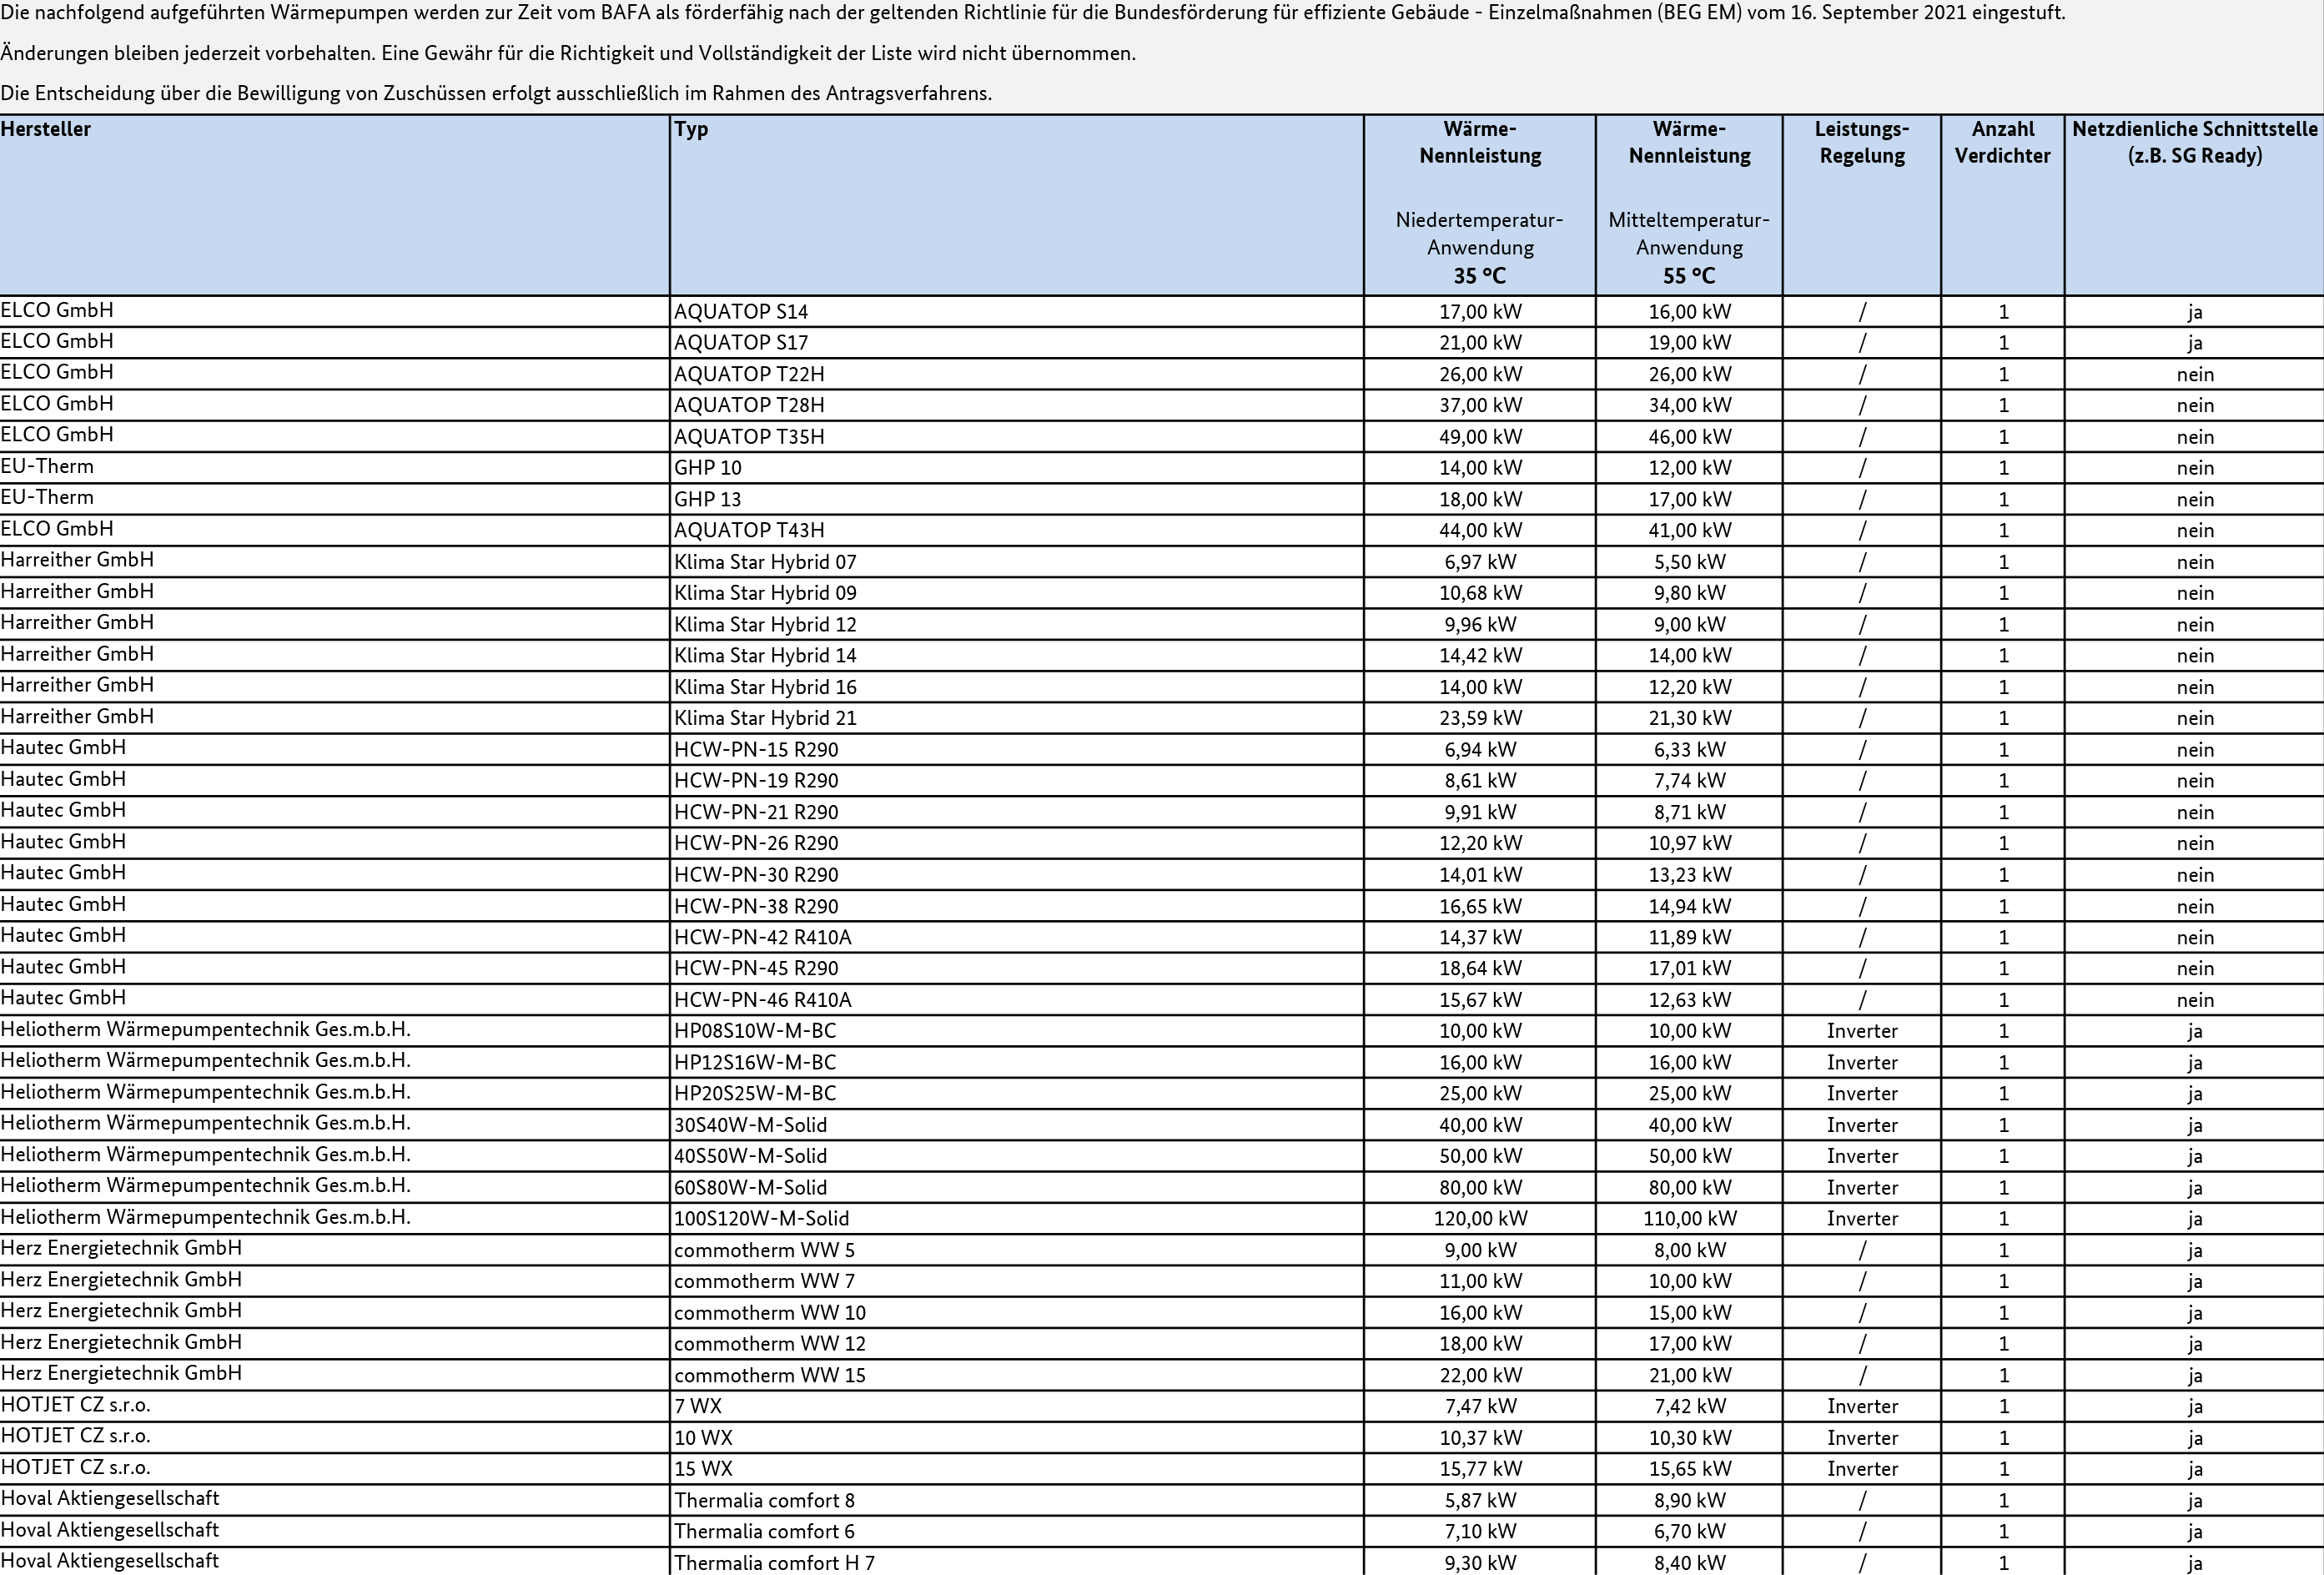 Die nachfolgend aufgeführten Wärmepumpen werden zur Zeit vom BAFA als förderfähig nach der geltenden Richtlinie für die Bundesförderung für effiziente Gebäude - Einzelmaßnahmen (BEG EM) vom 16. September 2021 eingestuft.
Änderungen bleiben jederzeit vorbehalten. Eine Gewähr für die Richtigkeit und Vollständigkeit der Liste wird nicht übernommen.
Die Entscheidung über die Bewilligung von Zuschüssen erfolgt ausschließlich im Rahmen des Antragsverfahrens.
Hersteller Typ Wärme- Wärme- Leistungs- Anzahl Netzdienliche Schnittstelle
Nennleistung Nennleistung Regelung Verdichter (z.B. SG Ready)
Niedertemperatur- Mitteltemperatur-
Anwendung Anwendung
35 °C 55 °C
ELCO GmbH AQUATOP S14 17,00 kW 16,00 kW / 1 ja
ELCO GmbH AQUATOP S17 21,00 kW 19,00 kW / 1 ja
ELCO GmbH AQUATOP T22H 26,00 kW 26,00 kW / 1 nein
ELCO GmbH AQUATOP T28H 37,00 kW 34,00 kW / 1 nein
ELCO GmbH AQUATOP T35H 49,00 kW 46,00 kW / 1 nein
EU-Therm GHP 10 14,00 kW 12,00 kW / 1 nein
EU-Therm GHP 13 18,00 kW 17,00 kW / 1 nein
ELCO GmbH AQUATOP T43H 44,00 kW 41,00 kW / 1 nein
Harreither GmbH Klima Star Hybrid 07 6,97 kW 5,50 kW / 1 nein
Harreither GmbH Klima Star Hybrid 09 10,68 kW 9,80 kW / 1 nein
Harreither GmbH Klima Star Hybrid 12 9,96 kW 9,00 kW / 1 nein
Harreither GmbH Klima Star Hybrid 14 14,42 kW 14,00 kW / 1 nein
Harreither GmbH Klima Star Hybrid 16 14,00 kW 12,20 kW / 1 nein
Harreither GmbH Klima Star Hybrid 21 23,59 kW 21,30 kW / 1 nein
Hautec GmbH HCW-PN-15 R290 6,94 kW 6,33 kW / 1 nein
Hautec GmbH HCW-PN-19 R290 8,61 kW 7,74 kW / 1 nein
Hautec GmbH HCW-PN-21 R290 9,91 kW 8,71 kW / 1 nein
Hautec GmbH HCW-PN-26 R290 12,20 kW 10,97 kW / 1 nein
Hautec GmbH HCW-PN-30 R290 14,01 kW 13,23 kW / 1 nein
Hautec GmbH HCW-PN-38 R290 16,65 kW 14,94 kW / 1 nein
Hautec GmbH HCW-PN-42 R410A 14,37 kW 11,89 kW / 1 nein
Hautec GmbH HCW-PN-45 R290 18,64 kW 17,01 kW / 1 nein
Hautec GmbH HCW-PN-46 R410A 15,67 kW 12,63 kW / 1 nein
Heliotherm Wärmepumpentechnik Ges.m.b.H. HP08S10W-M-BC 10,00 kW 10,00 kW Inverter 1 ja
Heliotherm Wärmepumpentechnik Ges.m.b.H. HP12S16W-M-BC 16,00 kW 16,00 kW Inverter 1 ja
Heliotherm Wärmepumpentechnik Ges.m.b.H. HP20S25W-M-BC 25,00 kW 25,00 kW Inverter 1 ja
Heliotherm Wärmepumpentechnik Ges.m.b.H. 30S40W-M-Solid 40,00 kW 40,00 kW Inverter 1 ja
Heliotherm Wärmepumpentechnik Ges.m.b.H. 40S50W-M-Solid 50,00 kW 50,00 kW Inverter 1 ja
Heliotherm Wärmepumpentechnik Ges.m.b.H. 60S80W-M-Solid 80,00 kW 80,00 kW Inverter 1 ja
Heliotherm Wärmepumpentechnik Ges.m.b.H. 100S120W-M-Solid 120,00 kW 110,00 kW Inverter 1 ja
Herz Energietechnik GmbH commotherm WW 5 9,00 kW 8,00 kW / 1 ja
Herz Energietechnik GmbH commotherm WW 7 11,00 kW 10,00 kW / 1 ja
Herz Energietechnik GmbH commotherm WW 10 16,00 kW 15,00 kW / 1 ja
Herz Energietechnik GmbH commotherm WW 12 18,00 kW 17,00 kW / 1 ja
Herz Energietechnik GmbH commotherm WW 15 22,00 kW 21,00 kW / 1 ja
HOTJET CZ s.r.o. 7 WX 7,47 kW 7,42 kW Inverter 1 ja
HOTJET CZ s.r.o. 10 WX 10,37 kW 10,30 kW Inverter 1 ja
HOTJET CZ s.r.o. 15 WX 15,77 kW 15,65 kW Inverter 1 ja
Hoval Aktiengesellschaft Thermalia comfort 8 5,87 kW 8,90 kW / 1 ja
Hoval Aktiengesellschaft Thermalia comfort 6 7,10 kW 6,70 kW / 1 ja
Hoval Aktiengesellschaft Thermalia comfort H 7 9,30 kW 8,40 kW / 1 ja